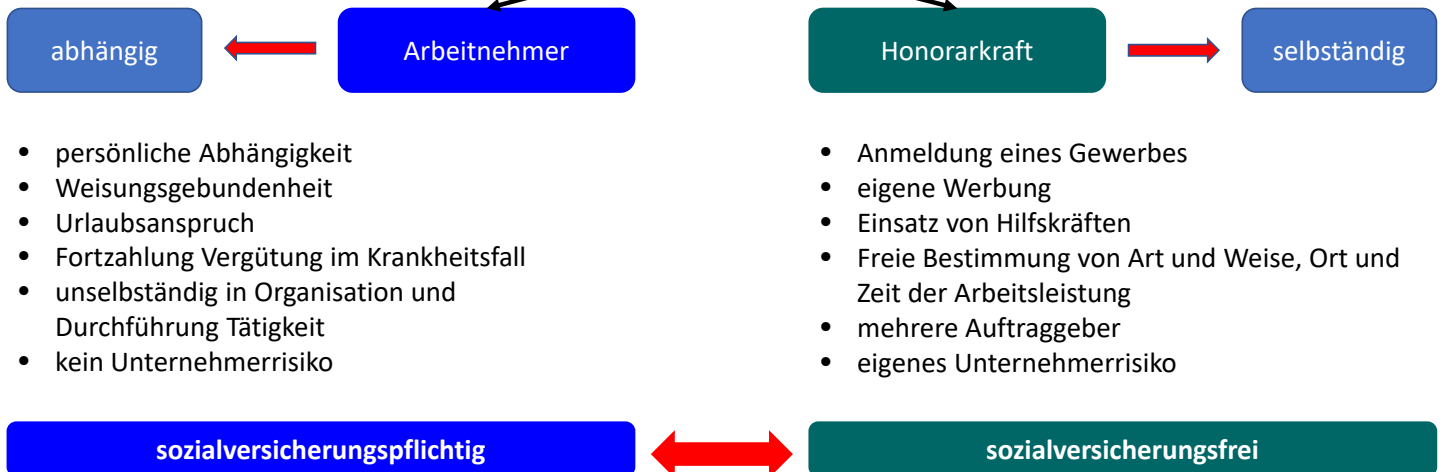 abhängig
Arbeitnehmer
Honorarkraft
selbständig
• persönliche Abhängigkeit
• Weisungsgebundenheit
• Urlaubsanspruch
• Fortzahlung Vergütung im Krankheitsfall
• unselbständig in Organisation und
Durchführung Tätigkeit
• kein Unternehmerrisiko
• Anmeldung eines Gewerbes
• eigene Werbung
• Einsatz von Hilfskräften
• Freie Bestimmung von Art und Weise, Ort und
Zeit der Arbeitsleistung
• mehrere Auftraggeber
• eigenes Unternehmerrisiko
sozialversicherungspflichtig
sozialversicherungsfrei